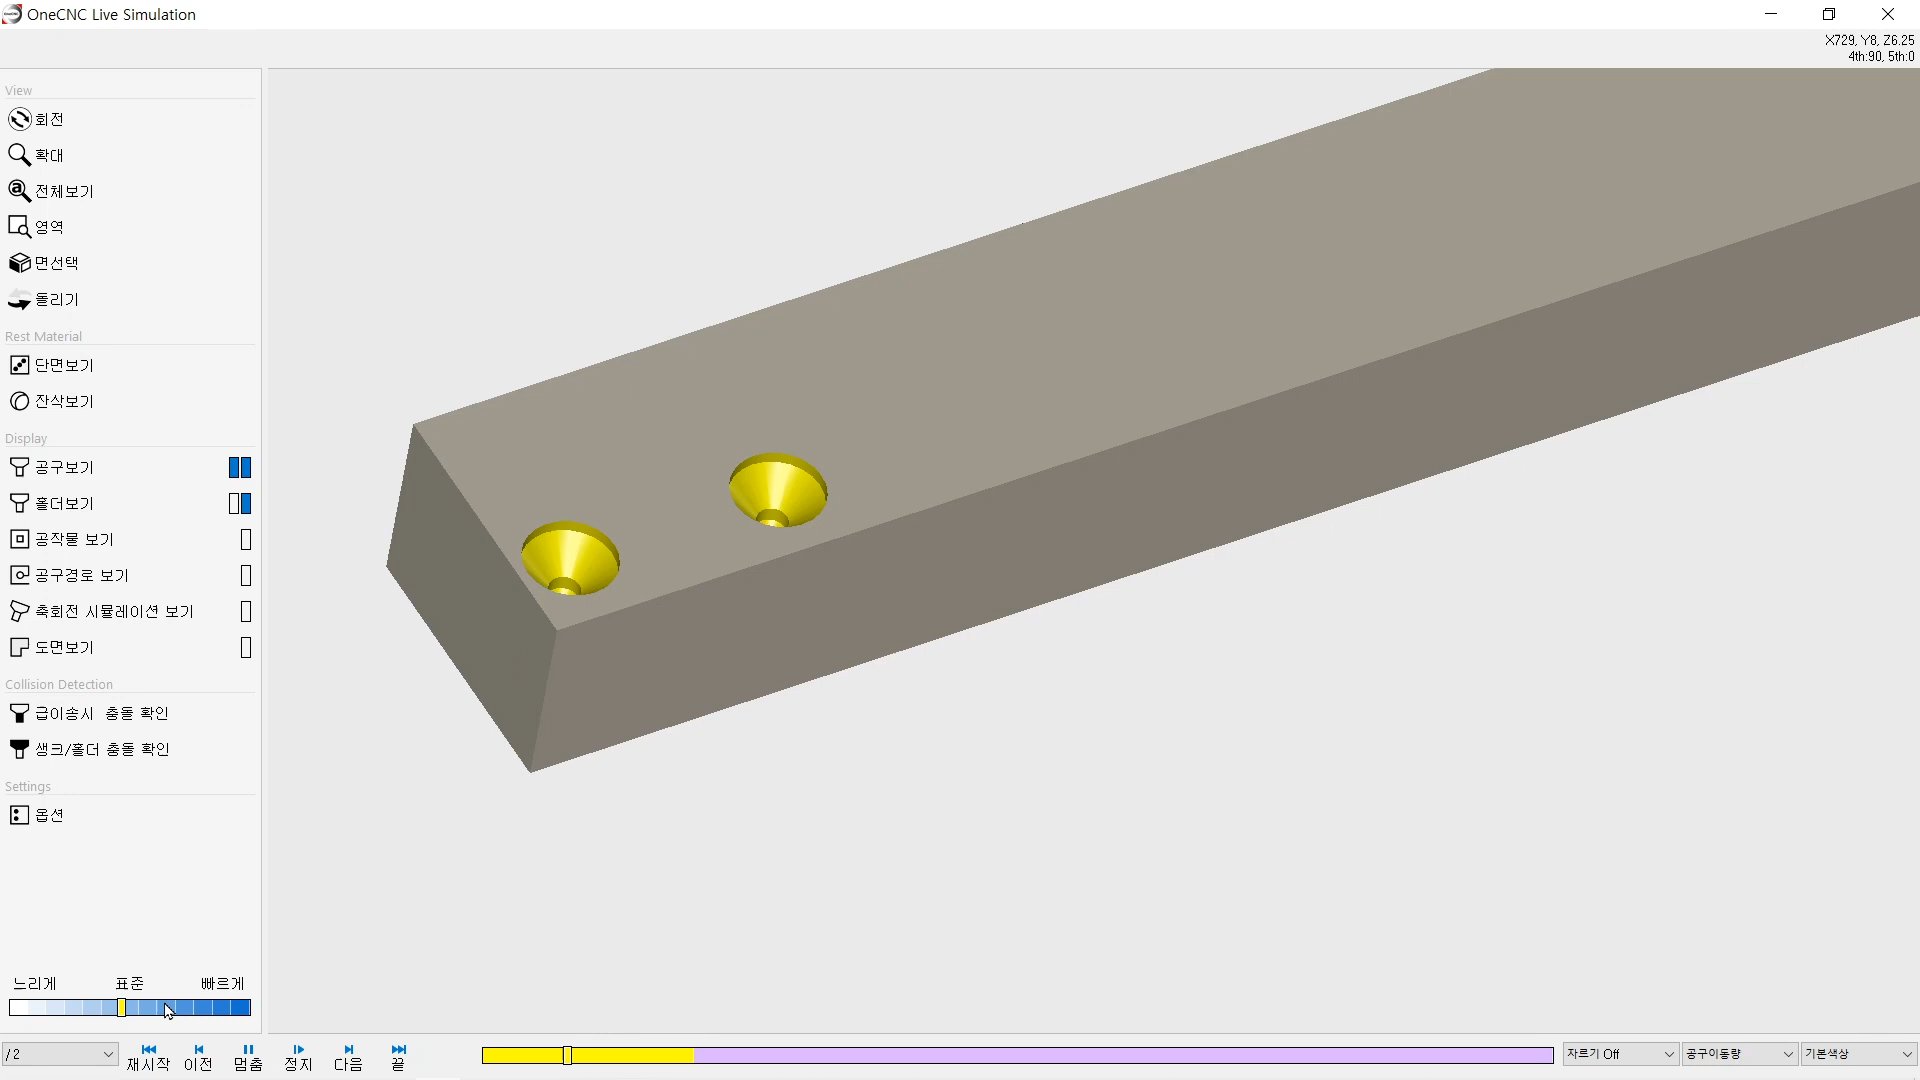 OneCNC Live Simulation
X729, Y8, Z6.25
4th:90, 5th:0
View
회전
확대
전체보기
영역
면선택
돌리기
Rest Material
단면보기
잔삭보기
Display
공구보기
홀더보기
공작물 보기
공구경로 보기
축회전 시뮬레이션 보기
도면보기
Collision Detection
급이송시 충돌 확인
생크/홀더 충돌 확인
Settings
옵션
느리게 표준 빠르게
/2
재시작 이전 멈춤 정지 다음 끝
자르기 Off
공구이동량
기본색상